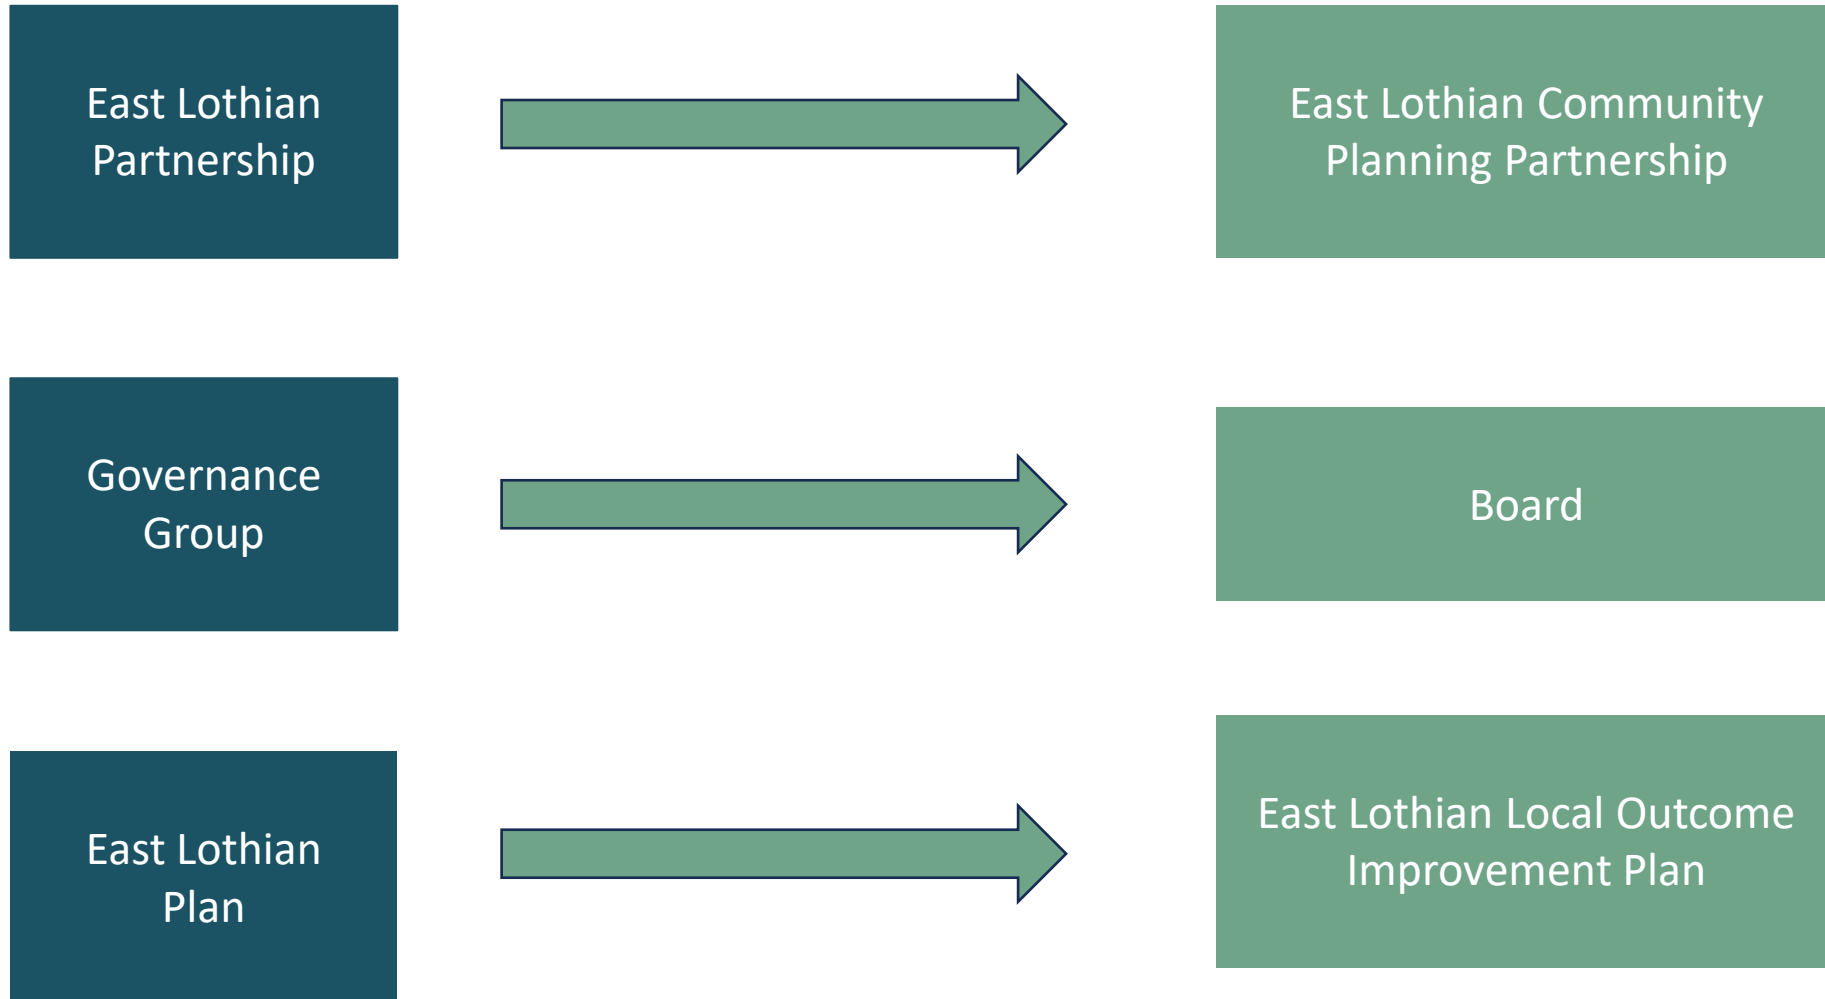 East Lothian
Partnership
East Lothian Community
Planning Partnership
Governance
Group
Board
East Lothian
Plan
East Lothian Local Outcome
Improvement Plan